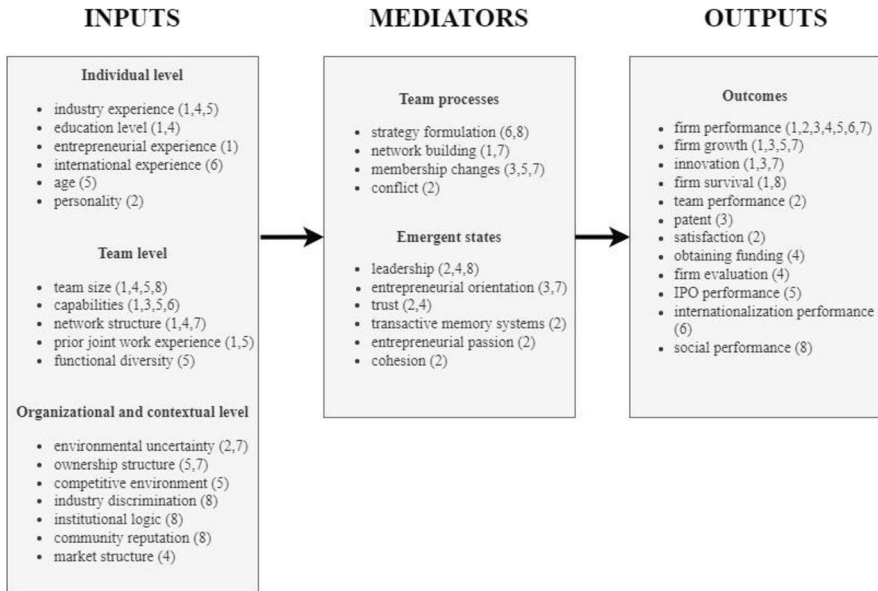 INPUTS
Individual level
• industry experience (1,4,5)
• education level (1,4)
• entrepreneurial experience (1)
• international experience (6)
• age (5)
• personality (2)
Team level
• team size (1,4,5,8)
• capabilities (1,3,5,6)
• network structure (1,4,7)
• prior joint work experience (1,5)
• functional diversity (5)
Organizational and contextual level
• environmental uncertainty (2,7)
• ownership structure (5,7)
• competitive environment (5)
• industry discrimination (8)
• institutional logic (8)
• community reputation (8)
• market structure (4)
MEDIATORS
Team processes
• strategy formulation (6,8)
• network building (1,7)
• membership changes (3,5,7)
• conflict (2)
Emergent states
• leadership (2,4,8)
• entrepreneurial orientation (3,7)
• trust (2,4)
• transactive memory systems (2)
• entrepreneurial passion (2)
• cohesion (2)
OUTPUTS
Outcomes
• firm performance (1,2,3,4,5,6,7)
• firm growth (1,3,5,7)
• innovation (1,3,7)
• firm survival (1,8)
• team performance (2)
• patent (3)
• satisfaction (2)
• obtaining funding (4)
• firm evaluation (4)
• IPO performance (5)
• internationalization performance
(6)
• social performance (8)